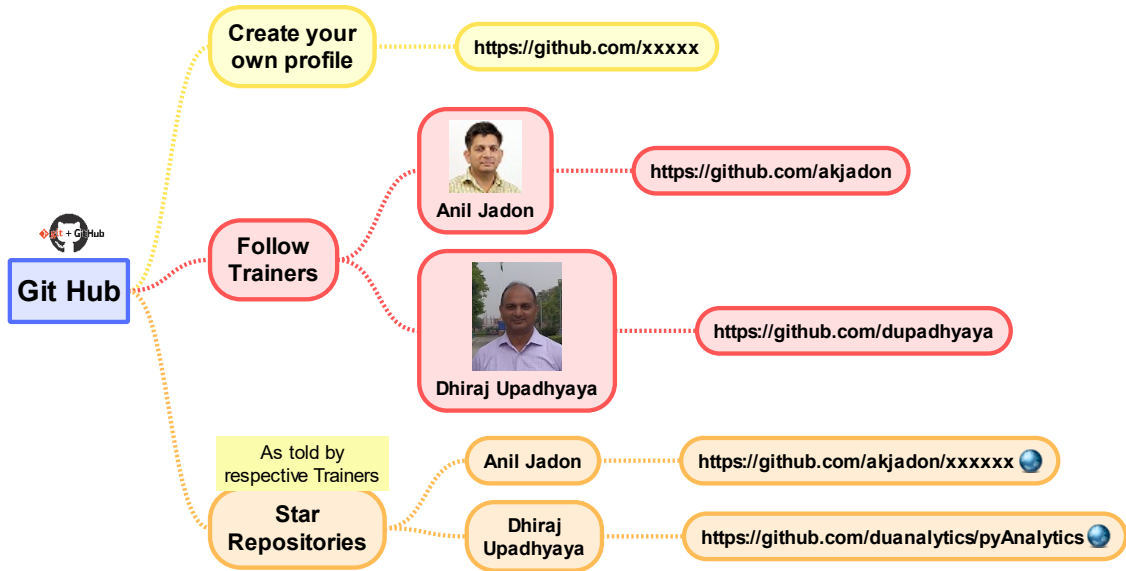 Create your
own profile
https://github.com/xxxxx
Anil Jadon
https://github.com/akjadon
git + GitHub
Git Hub
Follow
Trainers
Dhiraj Upadhyaya
https://github.com/dupadhyaya
As told by
respective Trainers
Star
Repositories
Anil Jadon
https://github.com/akjadon/xxxxxx
Dhiraj
Upadhyaya
https://github.com/duanalytics/pyAnalytics